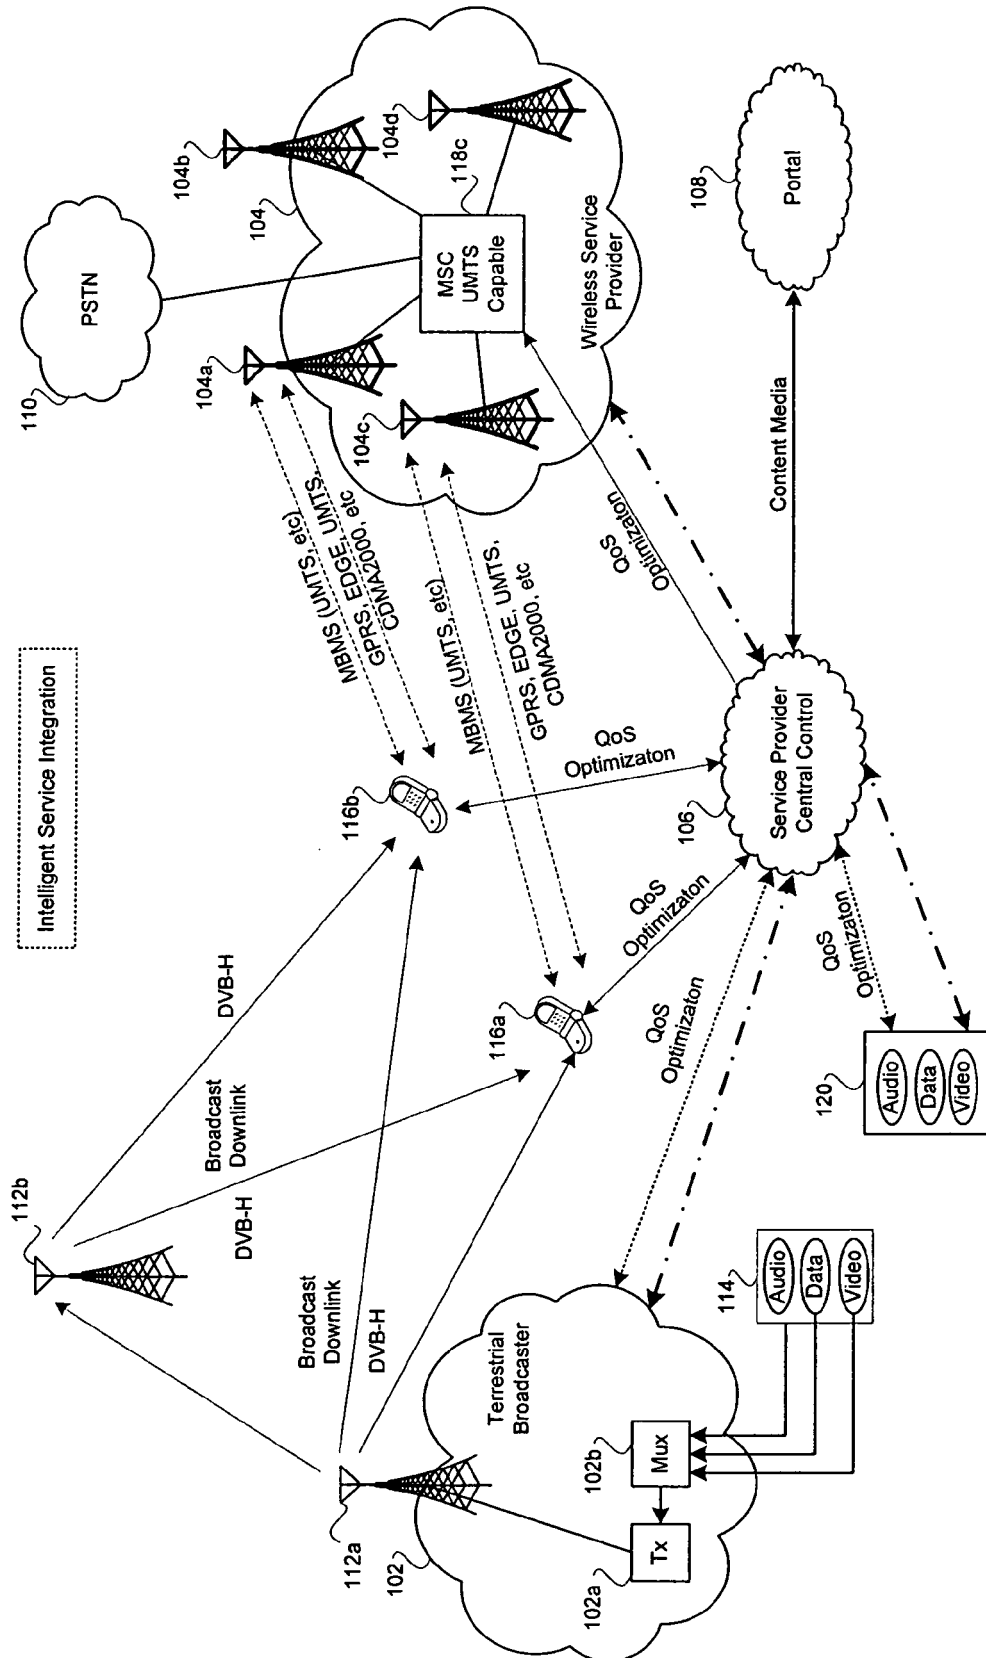 Intelligent Service Integration
110
PSTN
104b
104
104a
104d
118c
MSC
UMTS
Capable
104c
Wireless Service
Provider
108
Portal
Content Media
MBMS (UMTS, etc)
GPRS, EDGE, UMTS,
CDMA2000, etc
MBMS (UMTS, etc)
GPRS, EDGE, UMTS,
CDMA2000, etc
QoS
Optimizaton
116b
QoS
Optimizaton
116a
QoS
Optimizaton
106
Service Provider
Central Control
QoS
Optimizaton
QoS
Optimizaton
120
Audio
Data
Video
112b
DVB-H
Broadcast
Downlink
DVB-H
Broadcast
Downlink
DVB-H
112a
102
Terrestrial
Broadcaster
102b
Mux
102a
Tx
114
Audio
Data
Video